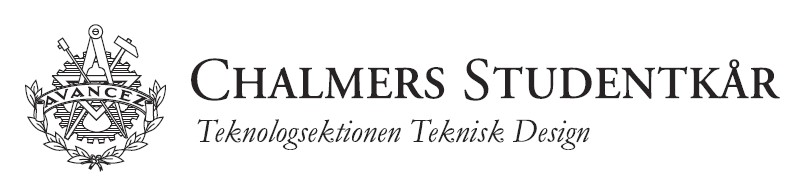 AVANCEZ
CHALMERS STUDENTKÅR
Teknologsektionen Teknisk Design